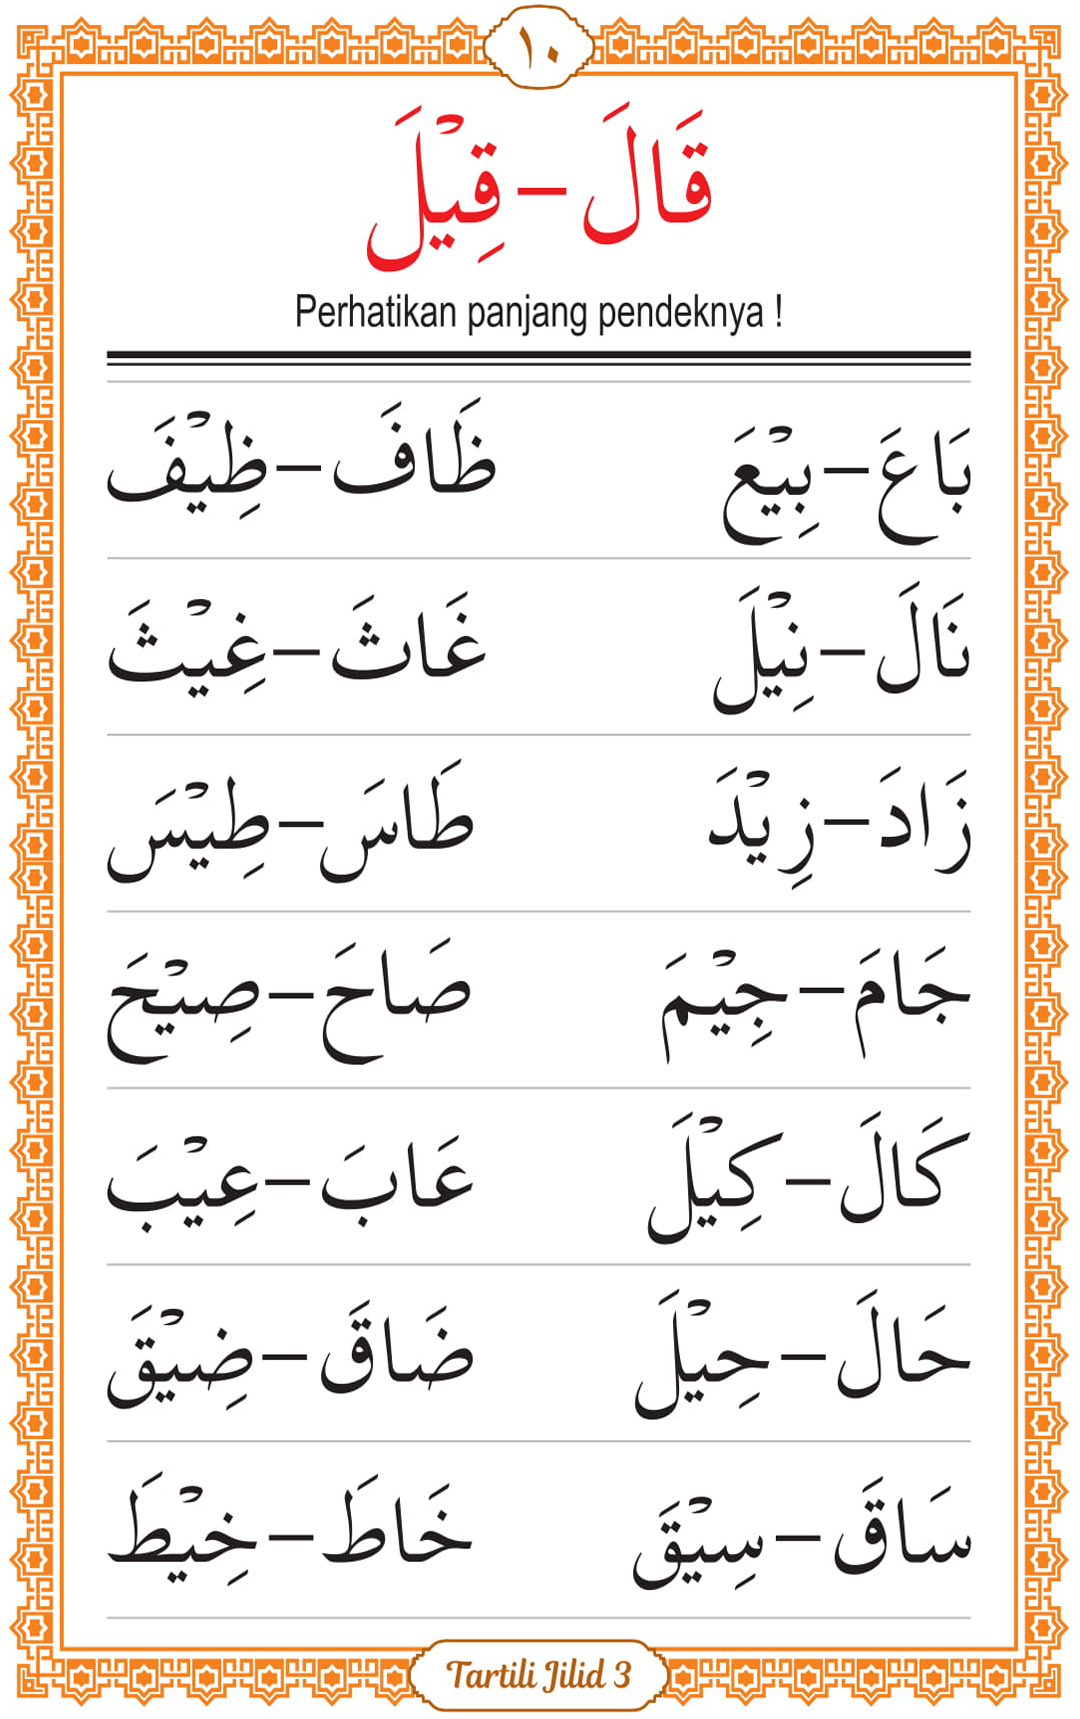 ١٠
قَالَ – قِيْلَ
Perhatikan panjang pendeknya !
بَاعَ – بِيْعَ ظَافَ – ظِيْفَ
نَالَ – نِيْلَ غَاثَ – غِيْثَ
زَادَ – زِيْدَ طَاسَ – طِيْسَ
جَامَ – جِيْمَ صَاحَ – صِيْحَ
كَالَ – كِيْلَ عَابَ – عِيْبَ
حَالَ – حِيْلَ ضَاقَ – ضِيْقَ
سَاقَ – سِيْقَ خَاطَ – خِيْطَ
Tartili Jilid 3